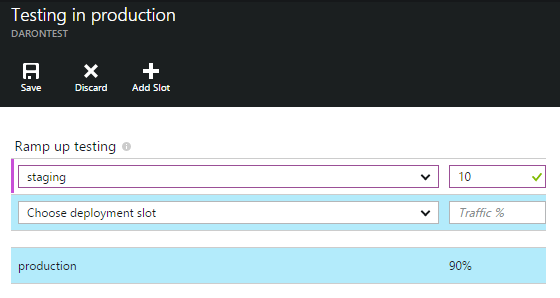 Testing in production
DARONTEST
Save Discard Add Slot
Ramp up testing
staging 10
Choose deployment slot Traffic %
production 90%